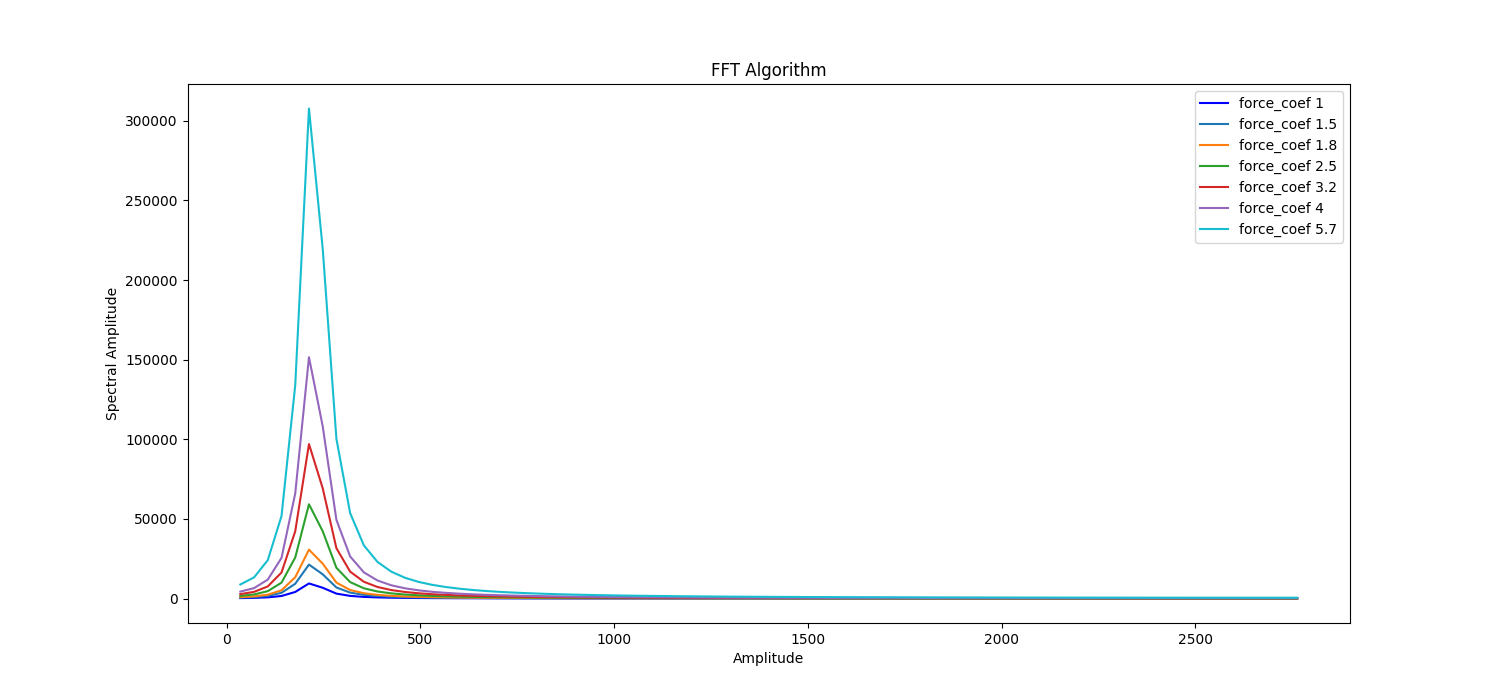 FFT Algorithm
force_coef 1
force_coef 1.5
force_coef 1.8
force_coef 2.5
force_coef 3.2
force_coef 4
force_coef 5.7
Spectral Amplitude
300000
250000
200000
150000
100000
50000
0
0 500 1000 1500 2000 2500
Amplitude